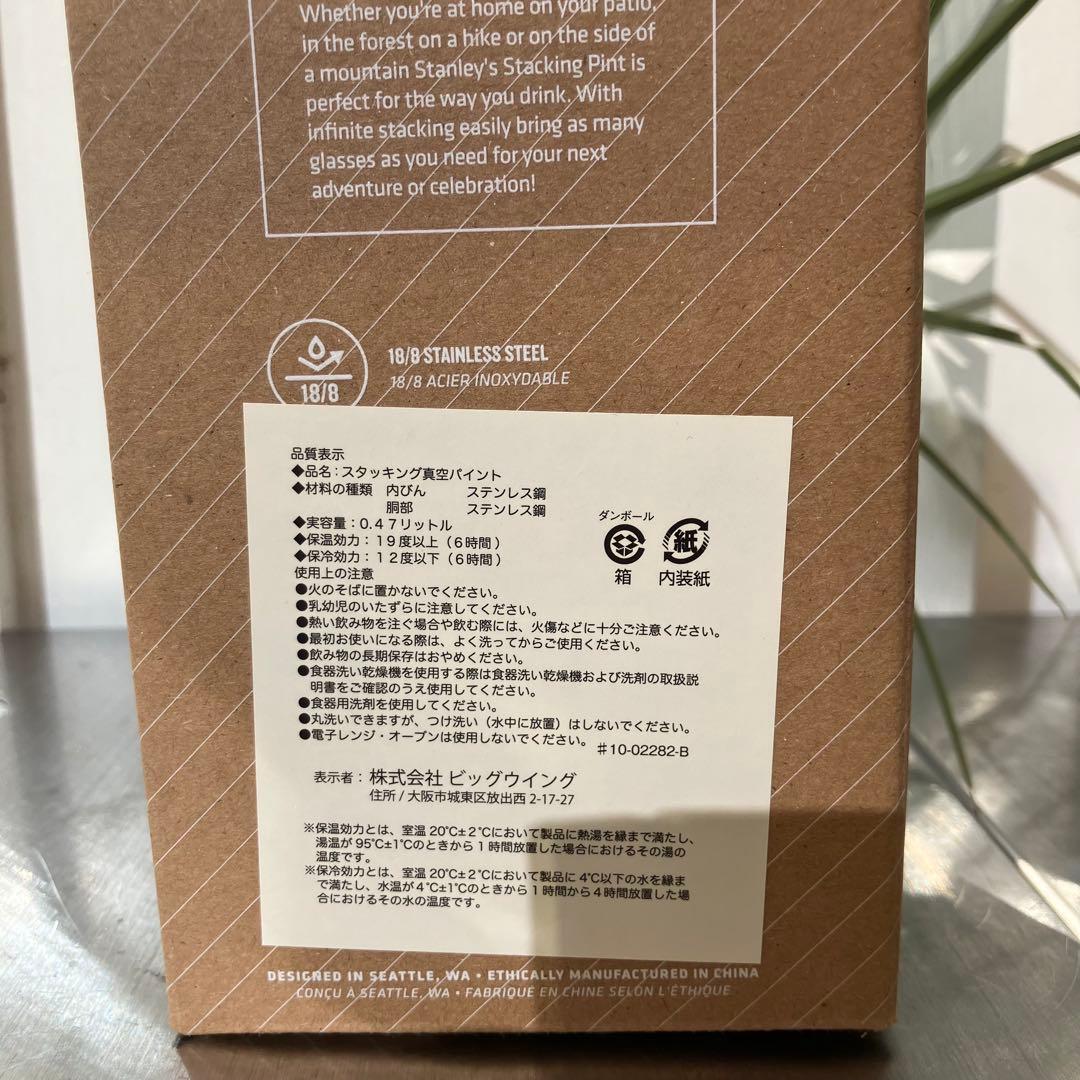 Whether you're at home on your patio,
in the forest on a hike or on the side of
a mountain Stanley's Stacking Pint is
perfect for the way you drink. With
infinite stacking easily bring as many
glasses as you need for your next
adventure or celebration!
18/8
18/8 STAINLESS STEEL
18/8 ACIER INOXYDABLE
品質表示
◆品名：スタッキング真空パイント
◆材料の種類 内びん ステンレス鋼
胴部 ステンレス鋼
◆実容量：0.47リットル
◆保温効力：19度以上（6時間）
◆保冷効力：12度以下（6時間）
ダンボール
紙
箱 内装紙
使用上の注意
●火のそばに置かないでください。
●乳幼児のいたずらに注意してください。
●熱い飲み物を注ぐ場合や飲む際には、火傷などに十分ご注意ください。
●最初お使いになる際は、よく洗ってからご使用ください。
●飲み物の長期保存はおやめください。
●食器洗い乾燥機を使用する際は食器洗い乾燥機および洗剤の取扱説
明書をご確認のうえ使用してください。
●食器用洗剤を使用してください。
●丸洗いできますが、つけ洗い（水中に放置）はしないでください。
●電子レンジ・オーブンは使用しないでください。 #10-02282-B
表示者：株式会社 ビッグウイング
住所 / 大阪市城東区放出西 2-17-27
※保温効力とは、室温 20℃±2℃において製品に熱湯を縁まで満たし、
湯温が 95℃±1℃のときから1時間放置した場合におけるその湯の
温度です。
※保冷効力とは、室温 20℃±2℃において製品に 4℃以下の水を縁ま
で満たし、水温が4℃±1℃のときから1時間から4時間放置した場
合におけるその水の温度です。
DESIGNED IN SEATTLE, WA • ETHICALLY MANUFACTURED IN CHINA
CONÇU À SEATTLE, WA • FABRIQUÉ EN CHINE SELON L'ÉTHIQUE